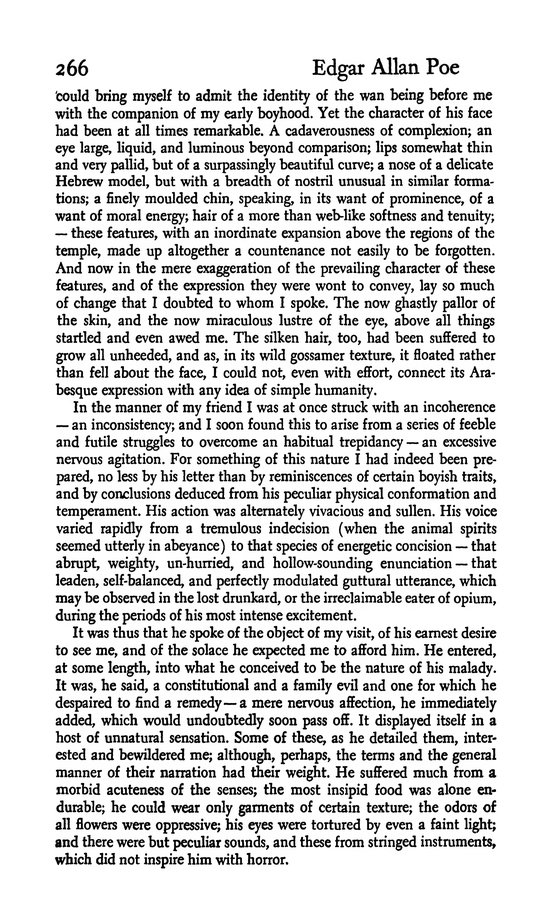 266 Edgar Allan Poe
could bring myself to admit the identity of the wan being before me
with the companion of my early boyhood. Yet the character of his face
had been at all times remarkable. A cadaverousness of complexion; an
eye large, liquid, and luminous beyond comparison; lips somewhat thin
and very pallid, but of a surpassingly beautiful curve; a nose of a delicate
Hebrew model, but with a breadth of nostril unusual in similar forma-
tions; a finely moulded chin, speaking, in its want of prominence, of a
want of moral energy; hair of a more than web-like softness and tenuity;
— these features, with an inordinate expansion above the regions of the
temple, made up altogether a countenance not easily to be forgotten.
And now in the mere exaggeration of the prevailing character of these
features, and of the expression they were wont to convey, lay so much
of change that I doubted to whom I spoke. The now ghastly pallor of
the skin, and the now miraculous lustre of the eye, above all things
startled and even awed me. The silken hair, too, had been suffered to
grow all unheeded, and as, in its wild gossamer texture, it floated rather
than fell about the face, I could not, even with effort, connect its Ara-
besque expression with any idea of simple humanity.
In the manner of my friend I was at once struck with an incoherence
— an inconsistency; and I soon found this to arise from a series of feeble
and futile struggles to overcome an habitual trepidancy — an excessive
nervous agitation. For something of this nature I had indeed been pre-
pared, no less by his letter than by reminiscences of certain boyish traits,
and by conclusions deduced from his peculiar physical conformation and
temperament. His action was alternately vivacious and sullen. His voice
varied rapidly from a tremulous indecision (when the animal spirits
seemed utterly in abeyance) to that species of energetic concision — that
abrupt, weighty, un-hurried, and hollow-sounding enunciation — that
leaden, self-balanced, and perfectly modulated guttural utterance, which
may be observed in the lost drunkard, or the irreclaimable eater of opium,
during the periods of his most intense excitement.
It was thus that he spoke of the object of my visit, of his earnest desire
to see me, and of the solace he expected me to afford him. He entered,
at some length, into what he conceived to be the nature of his malady.
It was, he said, a constitutional and a family evil and one for which he
despaired to find a remedy — a mere nervous affection, he immediately
added, which would undoubtedly soon pass off. It displayed itself in a
host of unnatural sensation. Some of these, as he detailed them, inter-
ested and bewildered me; although, perhaps, the terms and the general
manner of their narration had their weight. He suffered much from a
morbid acuteness of the senses; the most insipid food was alone en-
durable; he could wear only garments of certain texture; the odors of
all flowers were oppressive; his eyes were tortured by even a faint light;
and there were but peculiar sounds, and these from stringed instruments,
which did not inspire him with horror.